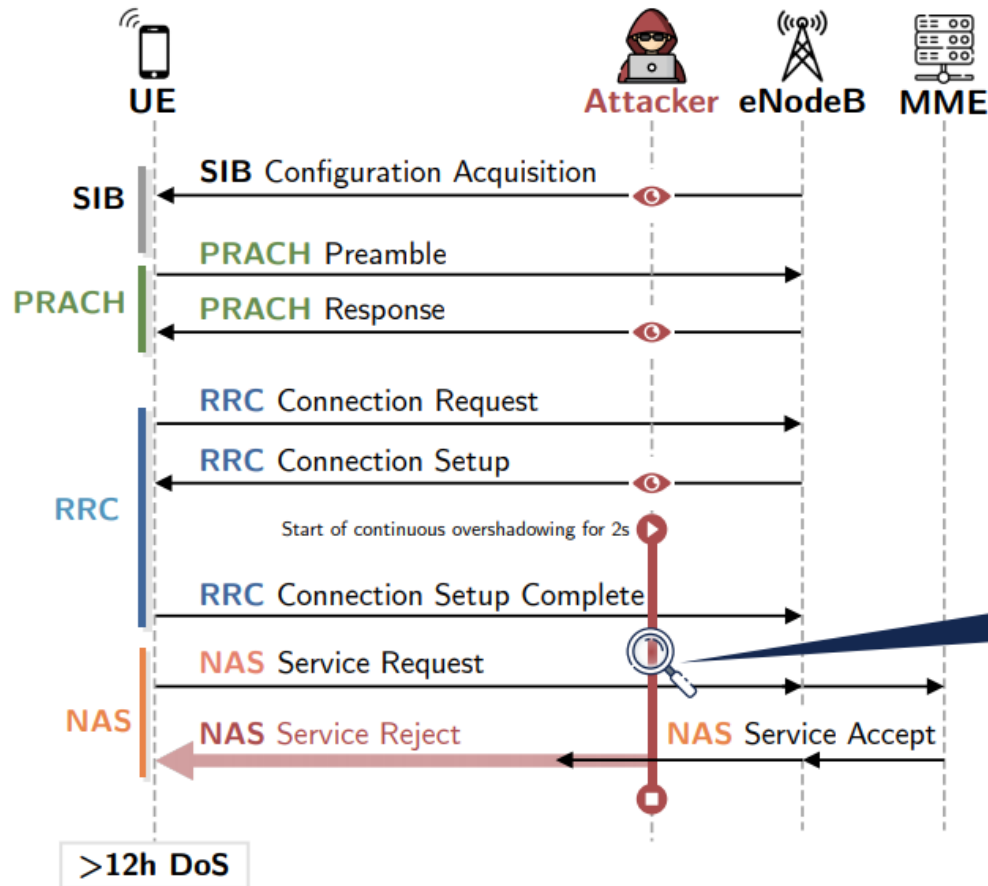 UE
Attacker
eNodeB
MME
SIB
SIB Configuration Acquisition
PRACH
PRACH Preamble
PRACH Response
RRC
RRC Connection Request
RRC Connection Setup
Start of continuous overshadowing for 2s
RRC Connection Setup Complete
NAS
NAS Service Request
NAS Service Reject
NAS Service Accept
>12h DoS